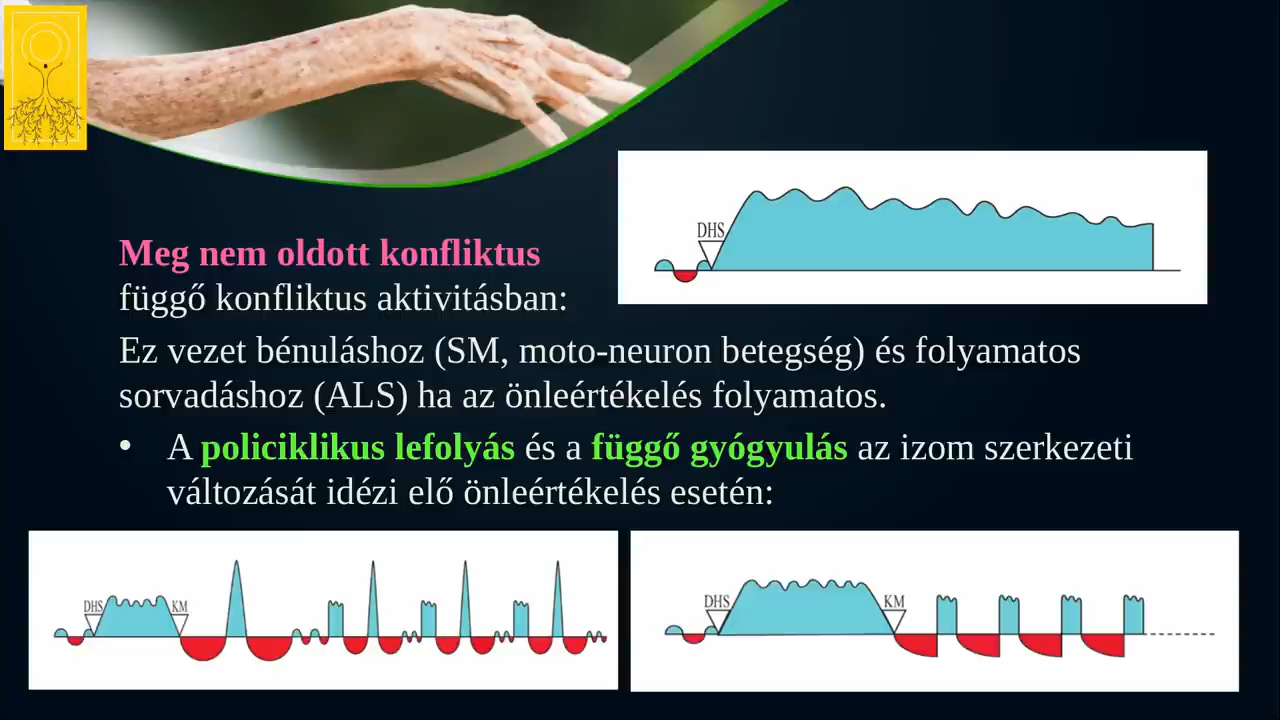 DHS
Meg nem oldott konfliktus
függő konfliktus aktivitásban:
Ez vezet bénuláshoz (SM, moto-neuron betegség) és folyamatos
sorvadáshoz (ALS) ha az önleértékelés folyamatos.
• A policiklikus lefolyás és a függő gyógyulás az izom szerkezeti
változását idézi elő önleértékelés esetén:
DHS KM
DHS KM